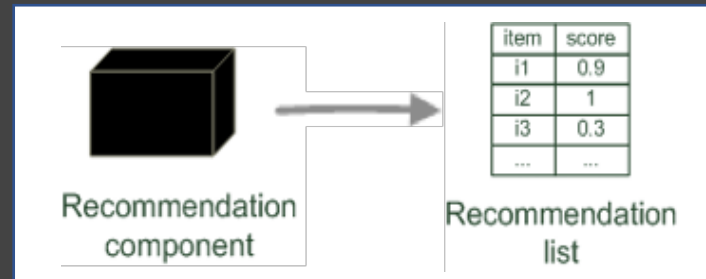 item score
i1 0.9
i2 1
i3 0.3
... ...
Recommendation
component
Recommendation
list